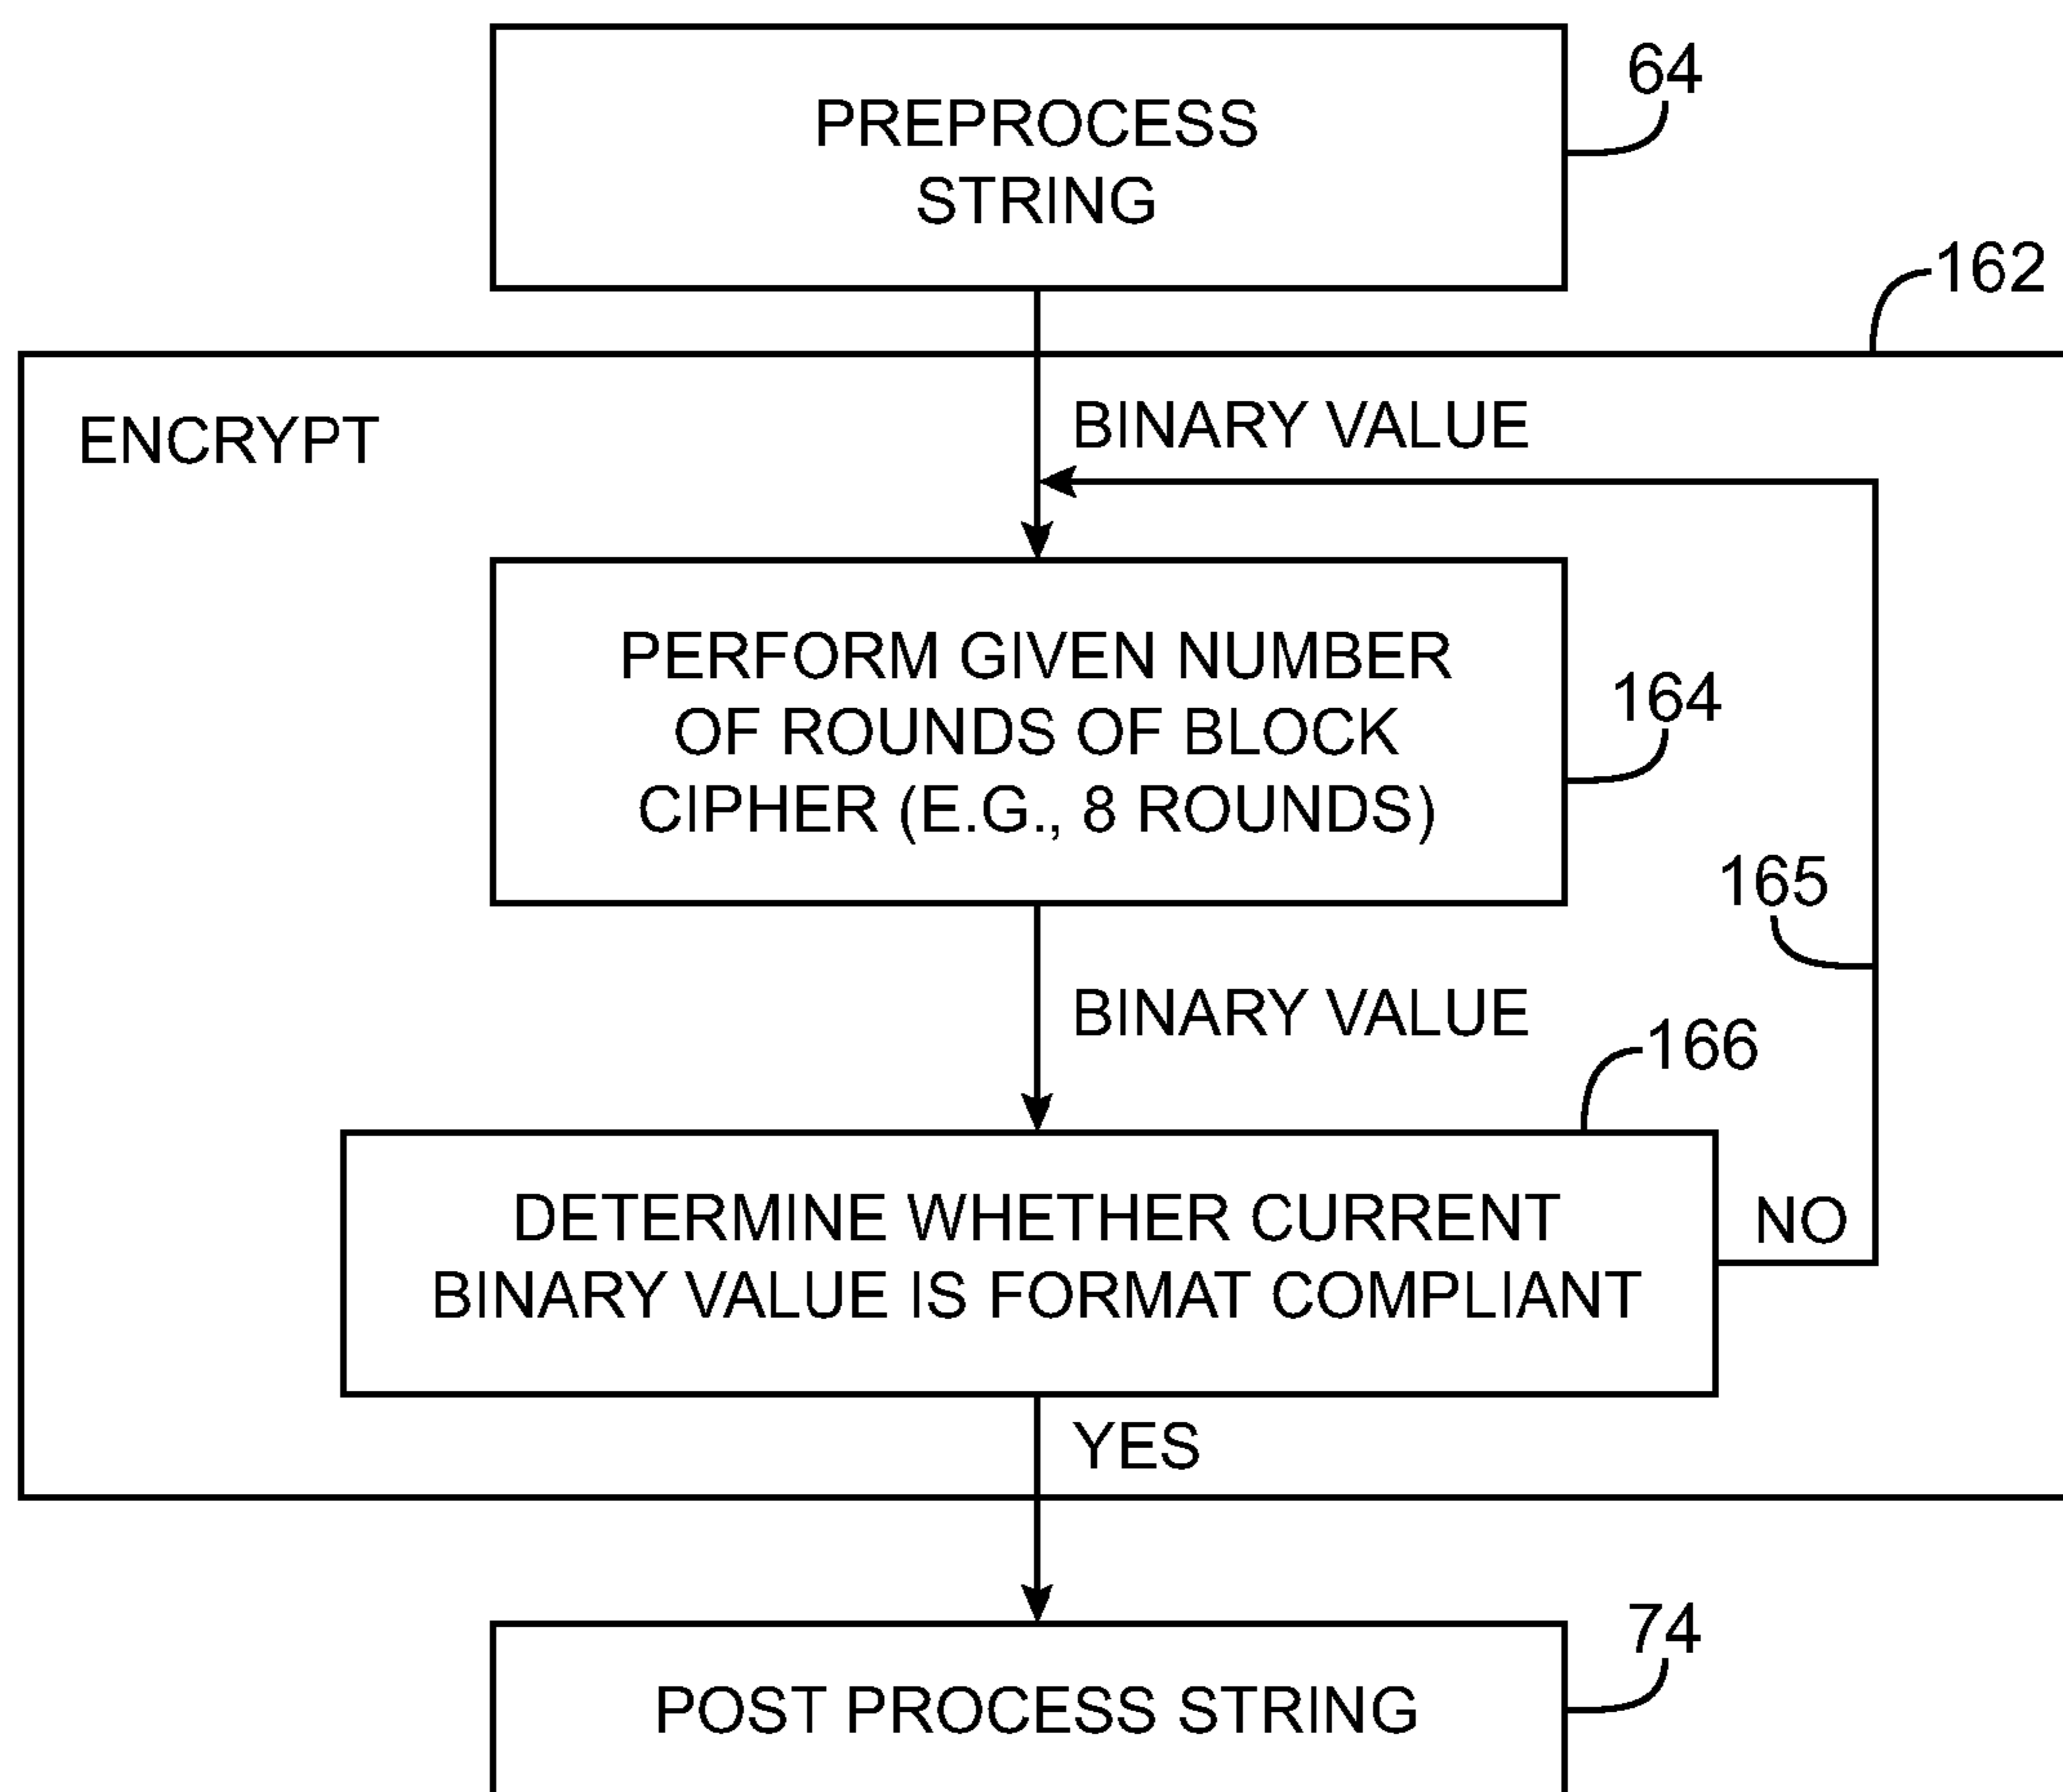 PREPROCESS
STRING
64
162
ENCRYPT
BINARY VALUE
PERFORM GIVEN NUMBER
OF ROUNDS OF BLOCK
CIPHER (E.G., 8 ROUNDS)
164
165
BINARY VALUE
166
DETERMINE WHETHER CURRENT
BINARY VALUE IS FORMAT COMPLIANT
NO
YES
74
POST PROCESS STRING